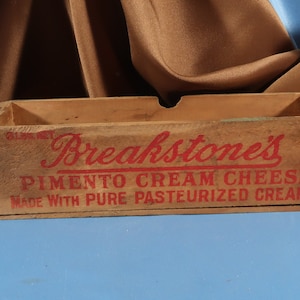 Breakstone's
PIMENTO CREAM CHEES
MADE WITH PURE PASTEURIZED CREA